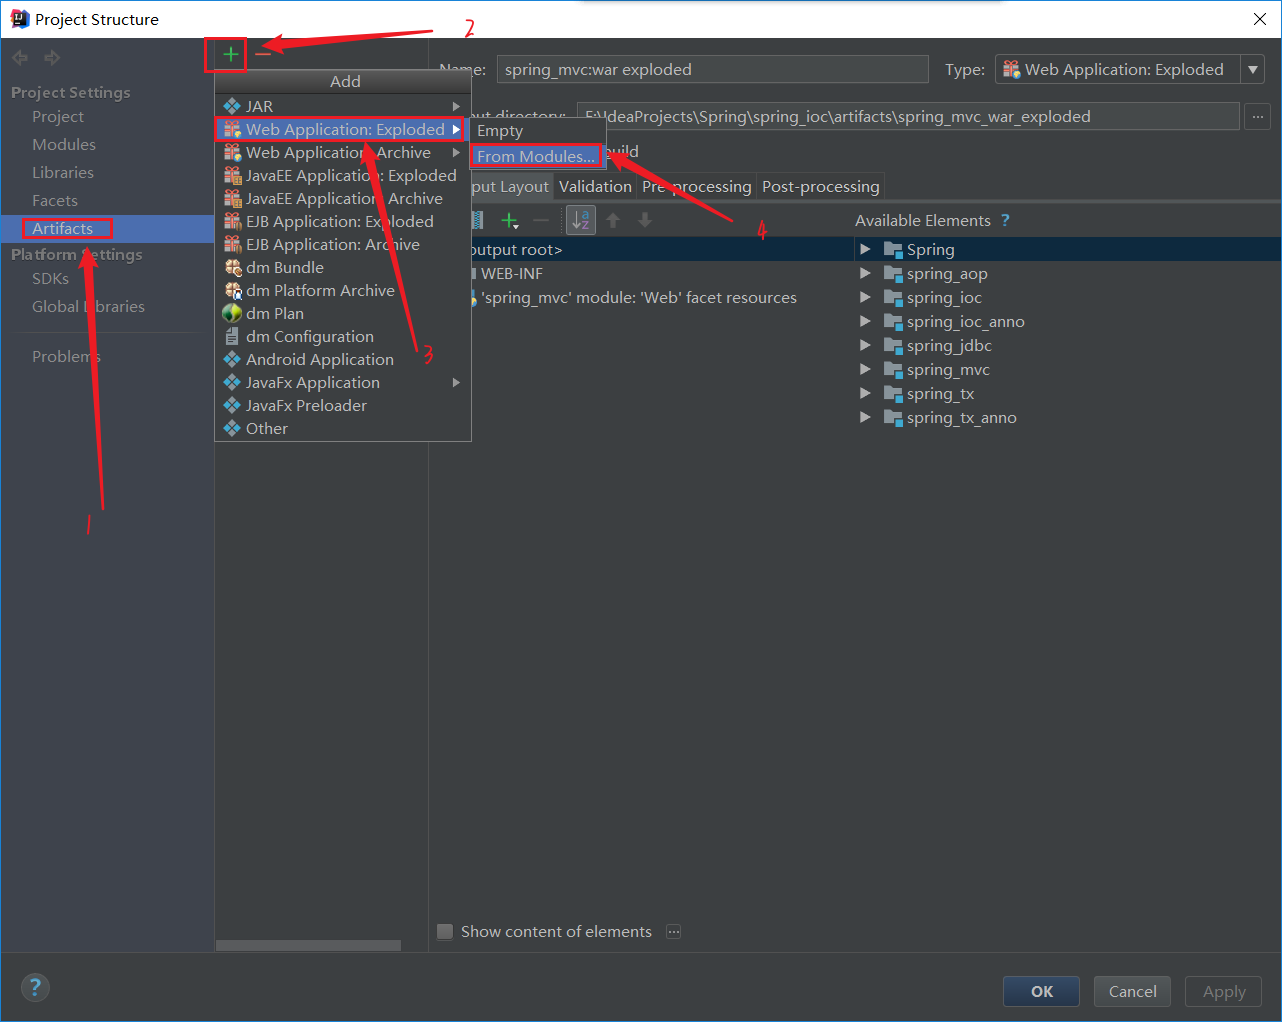 Project Structure
2
Project Settings
Project
Modules
Libraries
Facets
Artifacts
Platform Settings
SDKs
Global Libraries
Problems
1
Add
JAR
Web Application: Exploded
Web Application: Archive
JavaEE Application: Exploded
JavaEE Application: Archive
EJB Application: Exploded
EJB Application: Archive
dm Bundle
dm Platform Archive
dm Plan
dm Configuration
Android Application
JavaFx Application
JavaFx Preloader
Other
3
Empty
From Modules...
4
Name: spring_mvc:war exploded Type: Web Application: Exploded
put directory: E:\IdeaProjects\Spring\spring_ioc\artifacts\spring_mvc_war_exploded ...
uild
put Layout Validation Pre-processing Post-processing
Available Elements ?
output root>
WEB-INF
'spring_mvc' module: 'Web' facet resources
Spring
spring_aop
spring_ioc
spring_ioc_anno
spring_jdbc
spring_mvc
spring_tx
spring_tx_anno
Show content of elements ...
? OK Cancel Apply